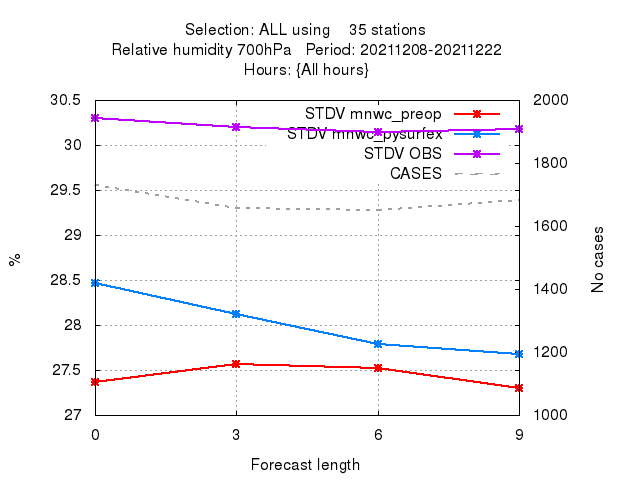 Selection: ALL using    35 stations
Relative humidity 700hPa   Period: 20211208-20211222
Hours: {All hours}
30.5
30
29.5
29
28.5
28
27.5
27
2000
1800
1600
1400
1200
1000
STDV mnwc_preop
STDV mnwc_pysurfex
STDV OBS
CASES
%
No cases
0
3
6
9
Forecast length